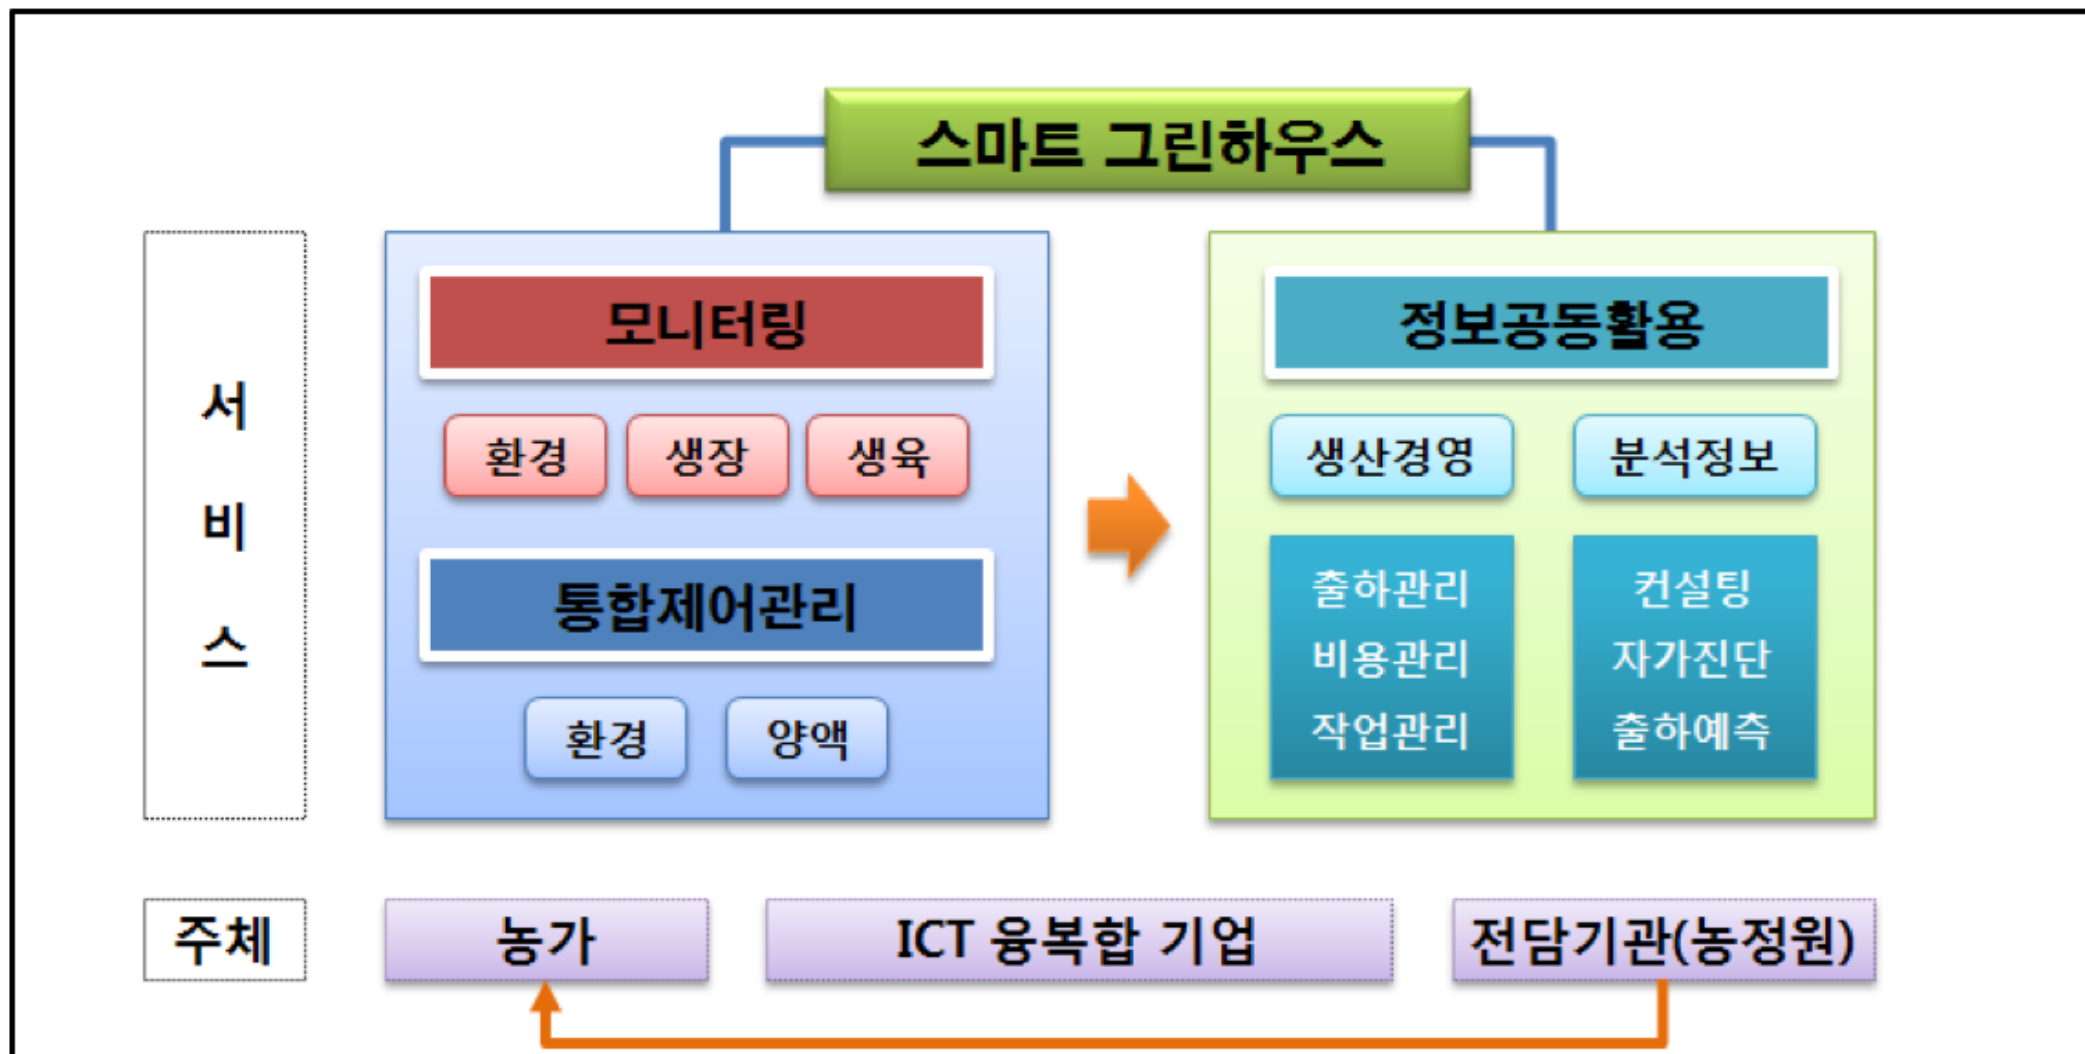 스마트 그린하우스
서
비
스
모니터링
환경 생장 생육
통합제어관리
환경 양액
정보공동활용
생산경영 분석정보
출하관리 컨설팅
비용관리 자가진단
작업관리 출하예측
주체 농가 ICT 융복합 기업 전담기관(농정원)